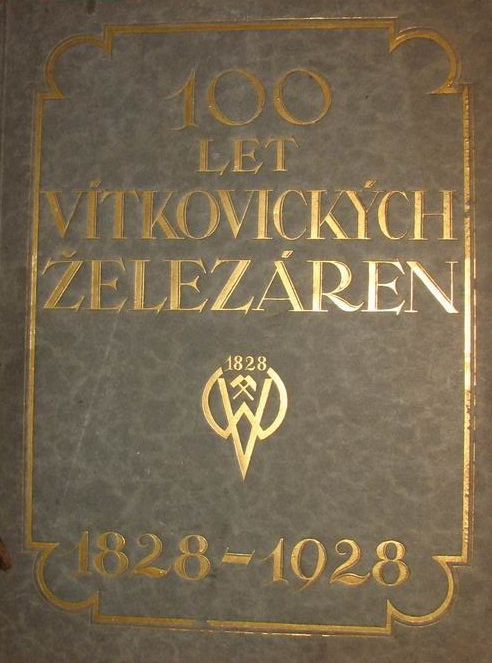 100
LET
VÍTKOVICKÝCH
ŽELEZÁREN
1828
W
1828-1928